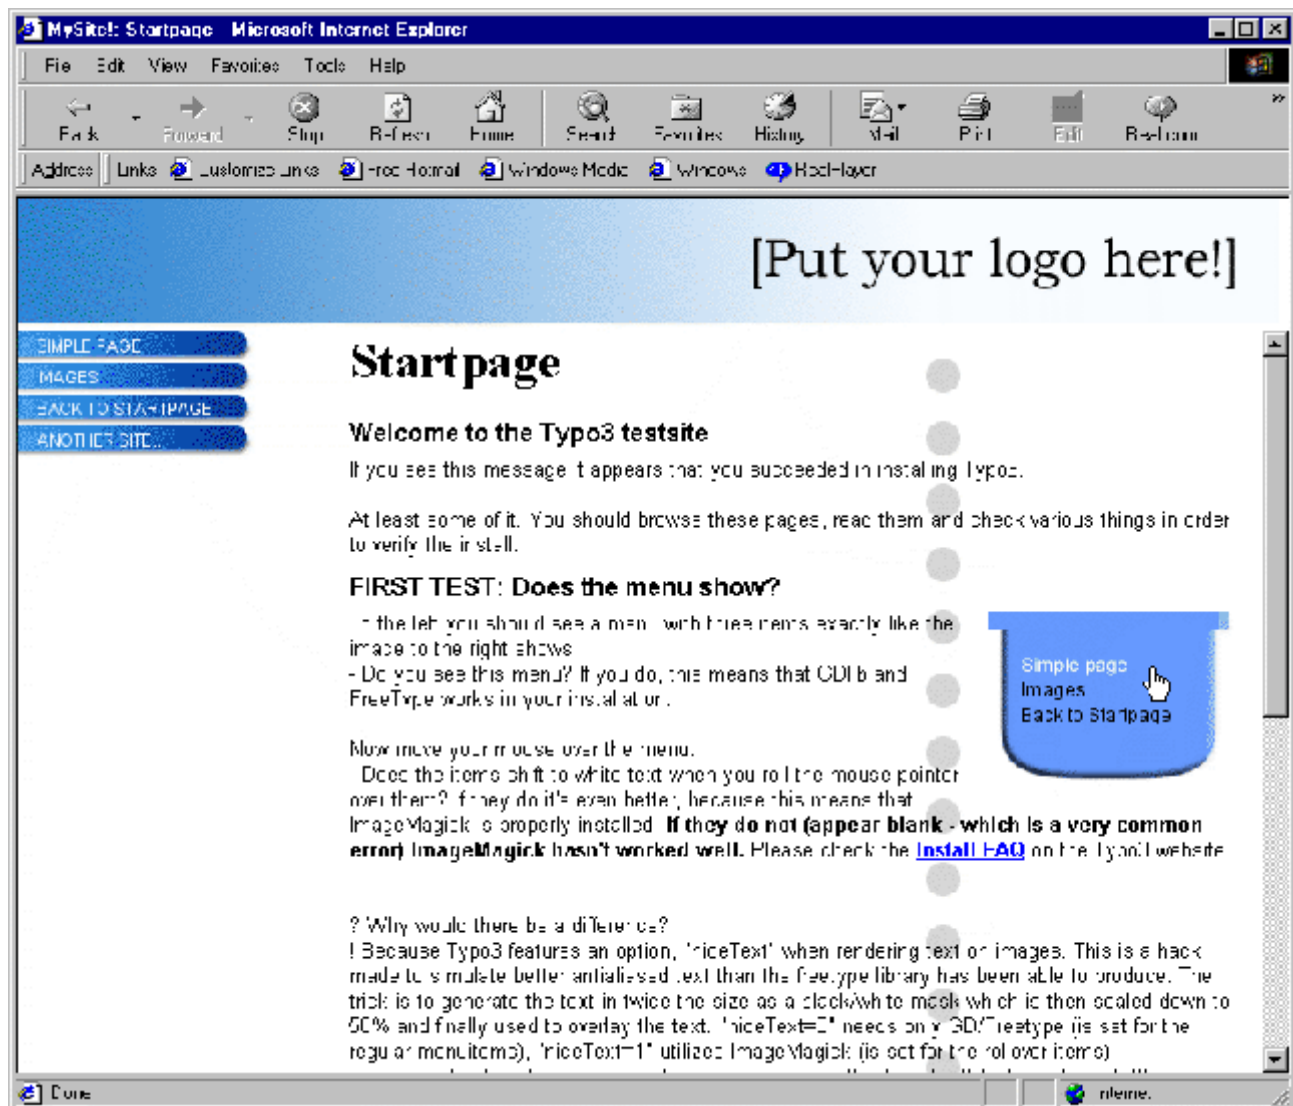 MySite!: Startpage Microsoft Internet Explorer
File Edit View Favorites Tools Help
Back Forward Stop Refresh Home Search Favorites History Mail Print Edit Realcom
Address Links Customize Links Free Hotmail Windows Media Windows RealPlayer
[Put your logo here!]
SIMPLE PAGE
IMAGES
BACK TO STARTPAGE
ANOTHER SITE...
Startpage
Welcome to the Typo3 testsite
If you see this message it appears that you succeeded in installing Typo3.
At least some of it. You should browse these pages, read them and check various things in order
to verify the install.
FIRST TEST: Does the menu show?
In the left you should see a menu with three items exactly like the
image to the right shows
- Do you see this menu? If you do, this means that GDLib and
FreeType works in your installation.
Simple page
Images
Back to Startpage
Now move your mouse over the menu.
- Does the items shift to white text when you roll the mouse pointer
over them? If they do it's even better, because this means that
ImageMagick is properly installed. If they do not (appear blank - which is a very common
error) ImageMagick hasn't worked well. Please check the Install FAQ on the Typo3 website
? Why would there be a difference?
! Because Typo3 features an option, "niceText" when rendering text on images. This is a hack
made to simulate better antialiased text than the freetype library has been able to produce. The
trick is to generate the text in twice the size as a black/white mask which is then scaled down to
50% and finally used to overlay the text. "niceText=0" needs only GD/Freetype (is set for the
regular menuitems), "niceText=1" utilizes ImageMagick (is set for the rollover items)
Done Internet